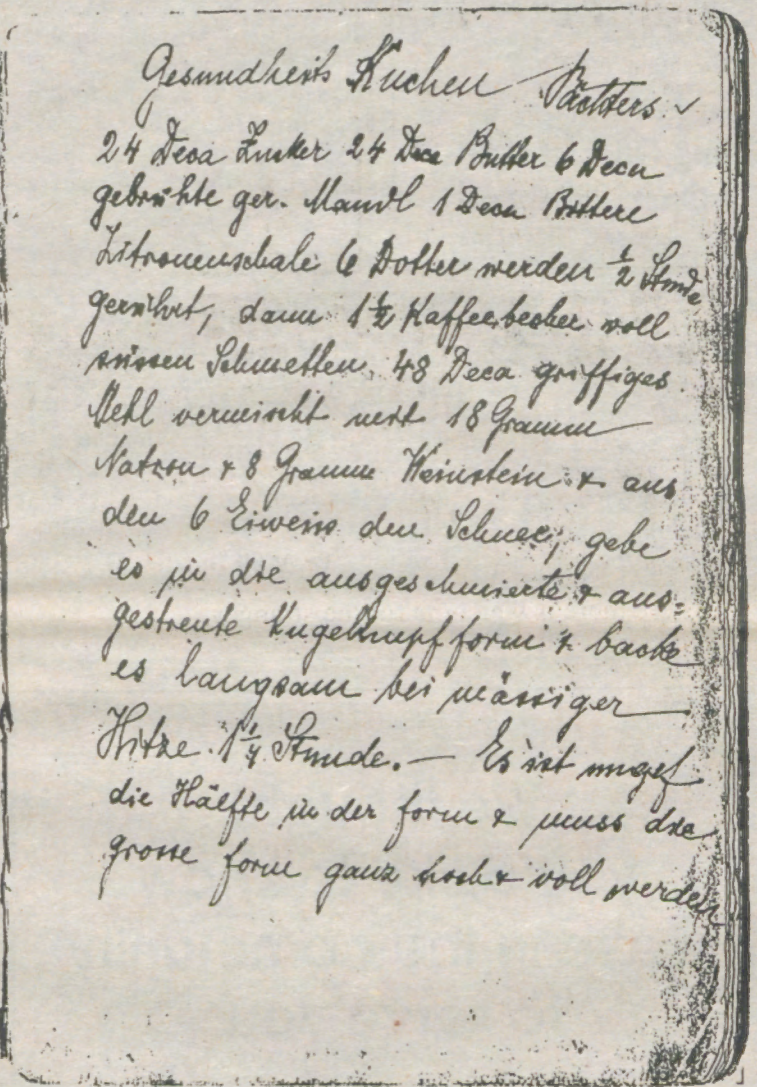 Gesundheits Kuchen Pächters
24 Deca Zucker 24 Deca Butter 6 Deca
gebrühte ger. Mandl 1 Deca Bittere
Zitronenschale 6 Dotter werden ½ Stunde
gerührt, dann 1½ Kaffeebecher voll
süssen Schmetten, 48 Deca griffiges
Mehl vermischt mit 18 Gramm
Natron & 8 Gramm Weinstein & aus
den 6 Eiweiss den Schnee, gebe
es in die ausgeschmierte & aus=
gestreute Kugelhupfform & backe
es langsam bei mässiger
Hitze 1¼ Stunde. — Es ist ungef
die Hälfte in der form & muss die
grosse form ganz hoch & voll werden